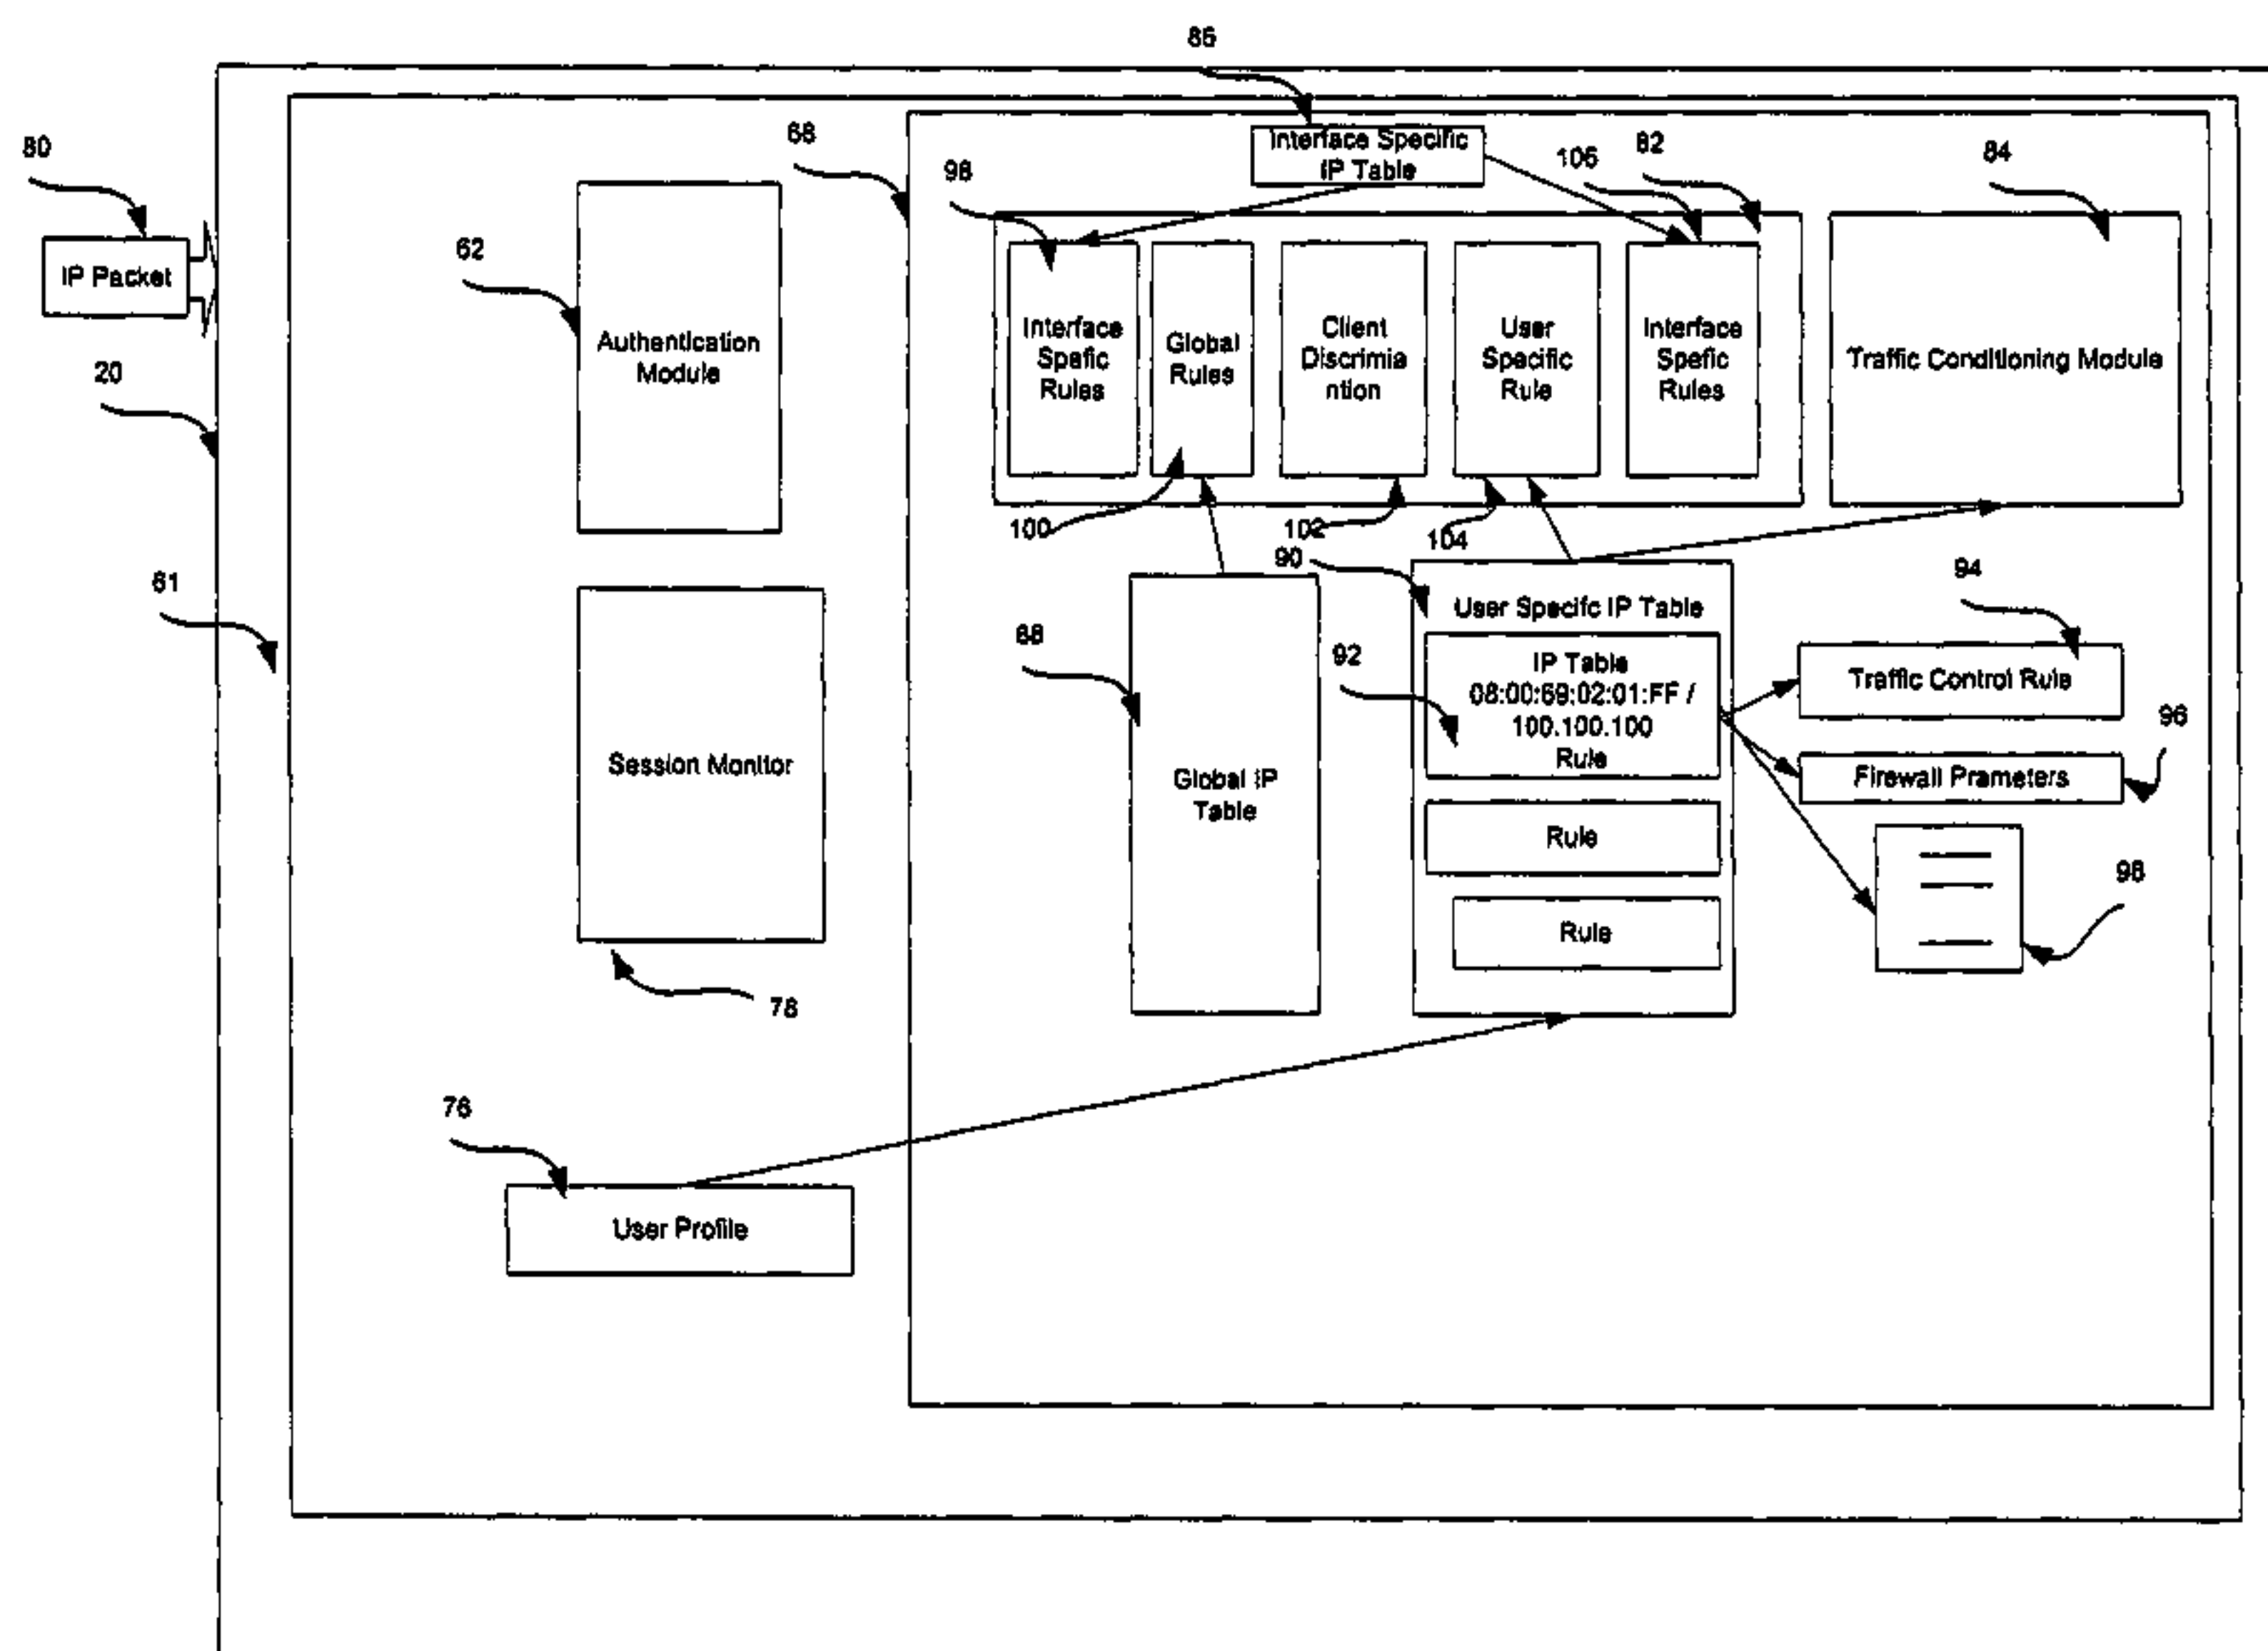 86
80
68
98
Interface Specific
IP Table
106
82
84
IP Packet
62
20
Authentication
Module
Interface
Spefic
Rules
Global
Rules
Client
Discrimia
ntion
User
Specific
Rule
Interface
Spefic
Rules
Traffic Conditioning Module
100
102
104
90
61
User Specifc IP Table
94
88
92
IP Table
08:00:69:02:01:FF /
100.100.100
Rule
Traffic Control Rule
96
Session Monitor
Global IP
Table
Firewall Prameters
Rule
98
Rule
78
76
User Profile